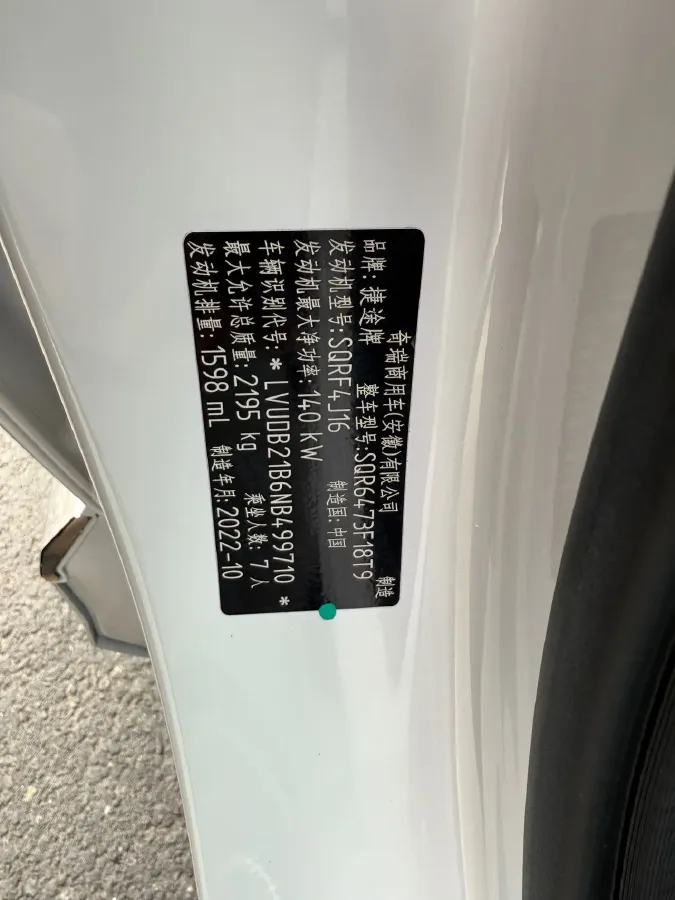 奇瑞商用车(安徽)有限公司 制造
品牌: 捷途牌 整车型号:SQR6473F18T9
发动机型号:SQRF4J16 制造国: 中国
发动机最大净功率: 140 kW
车辆识别代号: * LVUDB21B6NB499710 *
最大允许总质量: 2195 kg 乘坐人数: 7 人
发动机排量: 1598 mL 制造年月: 2022-10